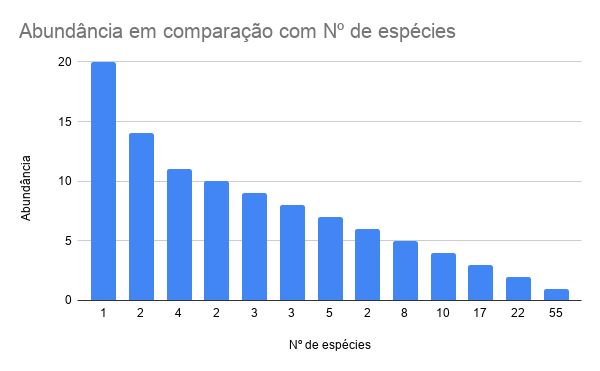 Abundância em comparação com Nº de espécies
20
15
10
5
0
Abundância
1 2 4 2 3 3 5 2 8 10 17 22 55
Nº de espécies